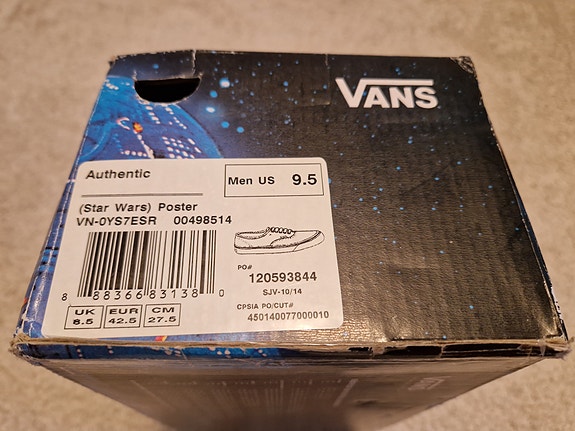 VANS
Authentic
Men US 9.5
(Star Wars) Poster
VN-0YS7ESR 00498514
PO#
120593844
SJV-10/14
CPSIA PO/CUT#
450140077000010
8 88366 83138 0
UK EUR CM
8.5 42.5 27.5